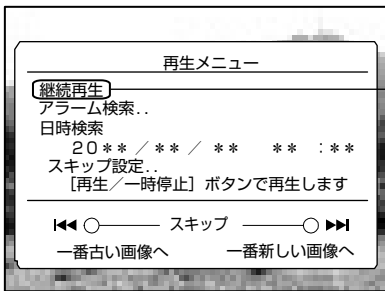 再生メニュー
継続再生
アラーム検索‥
日時検索
20＊＊／＊＊／ ＊＊ ＊＊ ：＊＊
スキップ設定‥
［再生／一時停止］ボタンで再生します
スキップ
一番古い画像へ 一番新しい画像へ